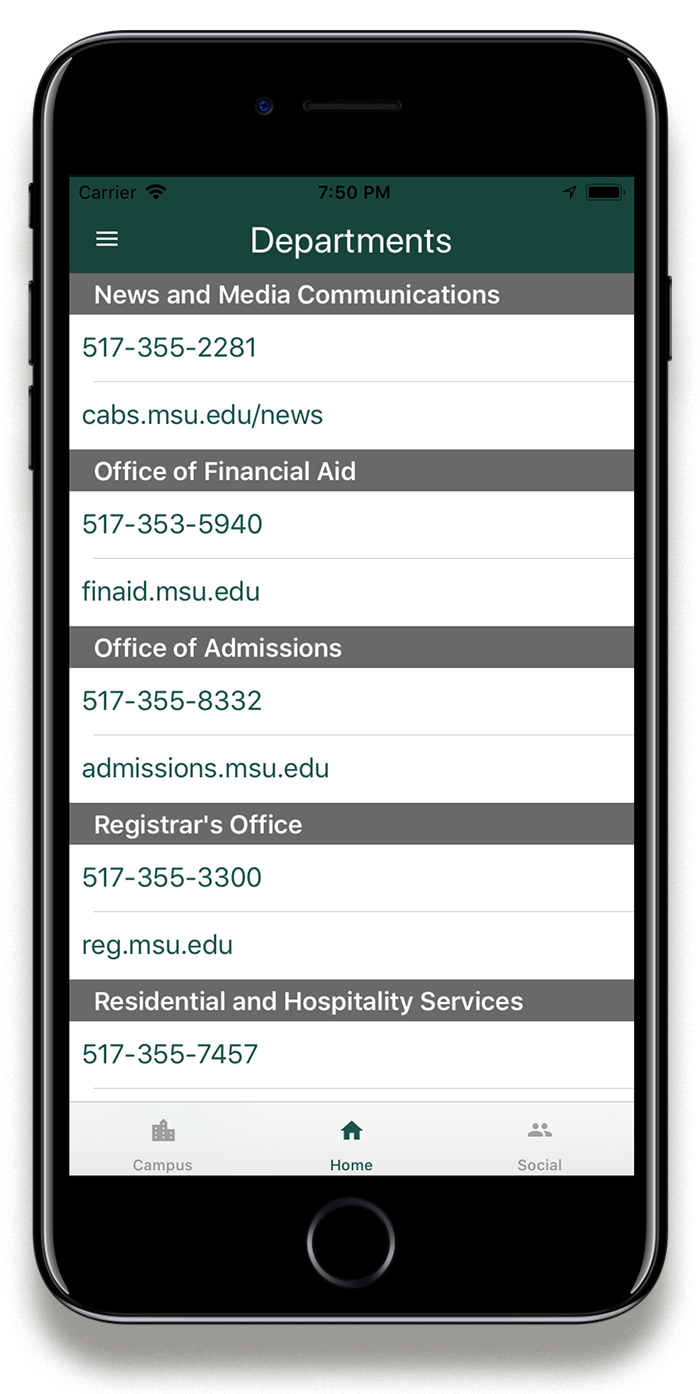 Carrier 7:50 PM
Departments
News and Media Communications
517-355-2281
cabs.msu.edu/news
Office of Financial Aid
517-353-5940
finaid.msu.edu
Office of Admissions
517-355-8332
admissions.msu.edu
Registrar's Office
517-355-3300
reg.msu.edu
Residential and Hospitality Services
517-355-7457
Campus Home Social